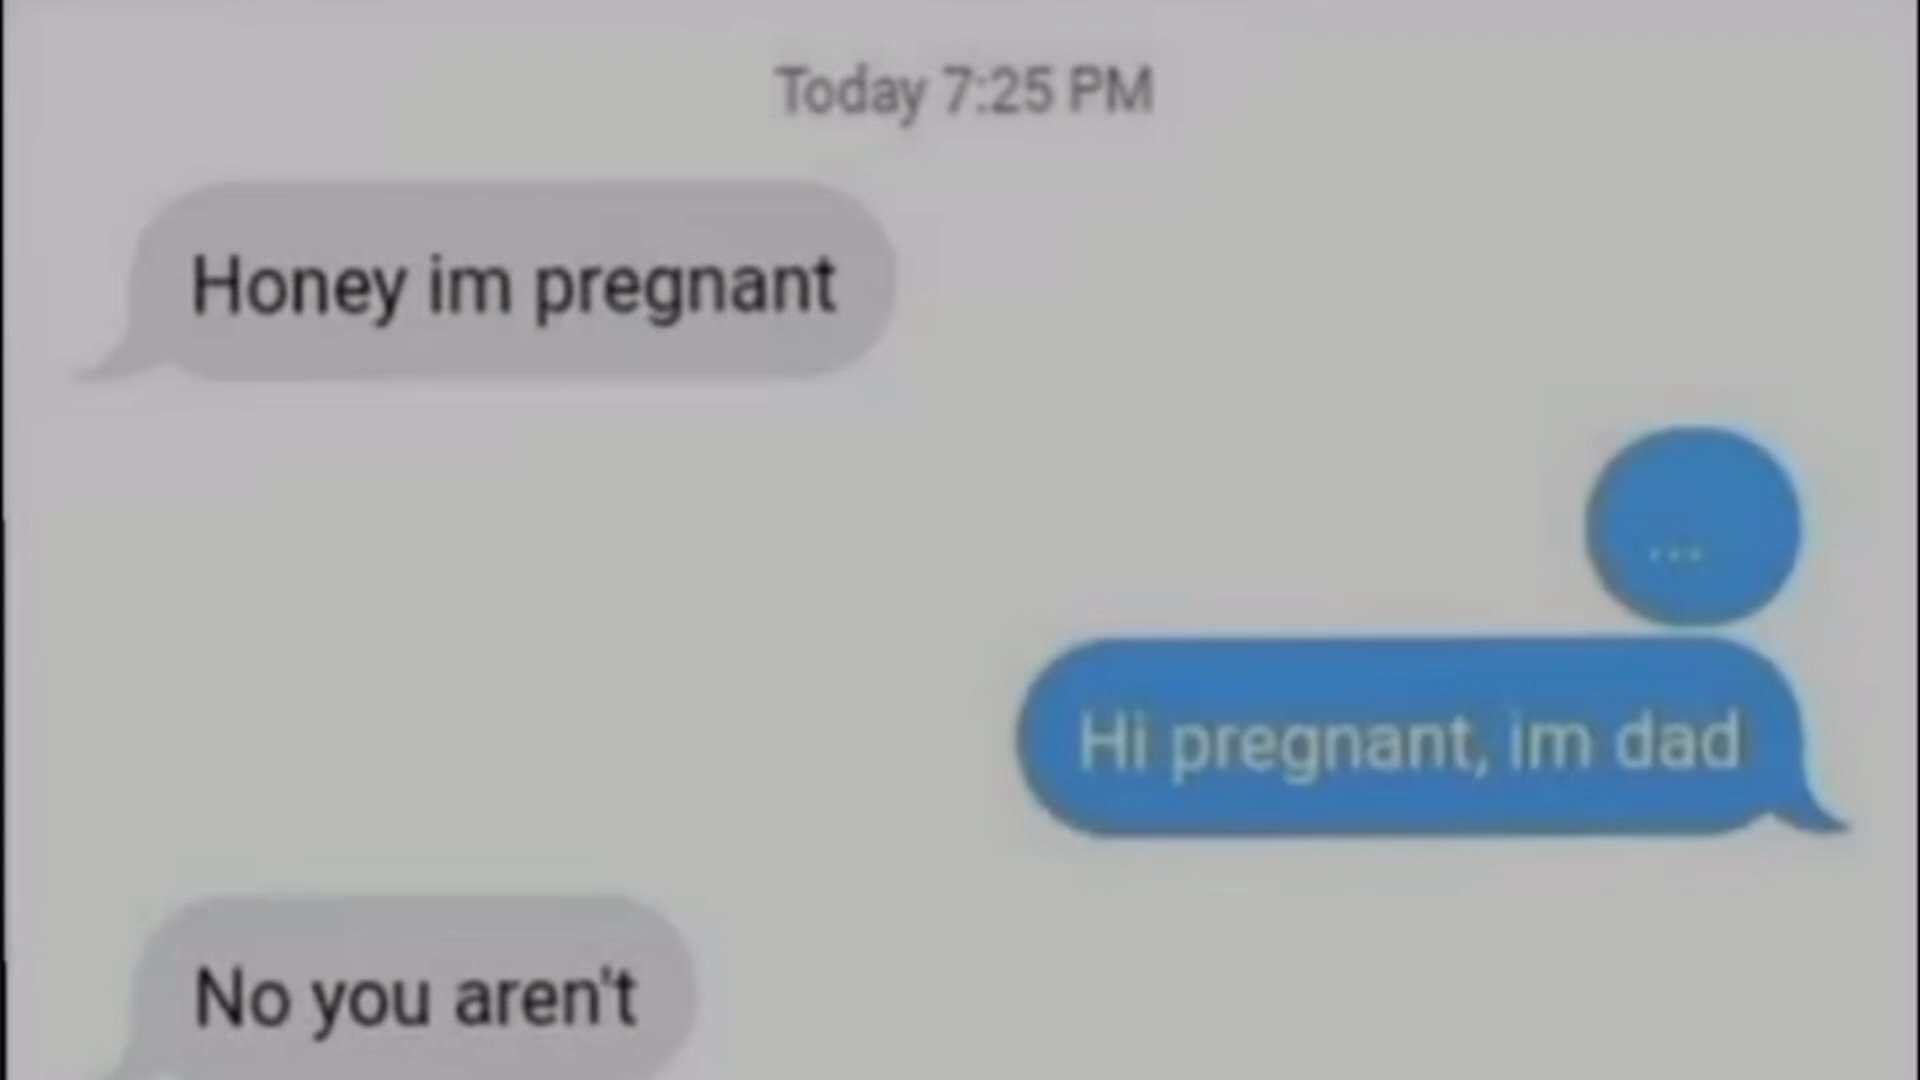 Today 7:25 PM
Honey im pregnant
...
Hi pregnant, im dad
No you aren't